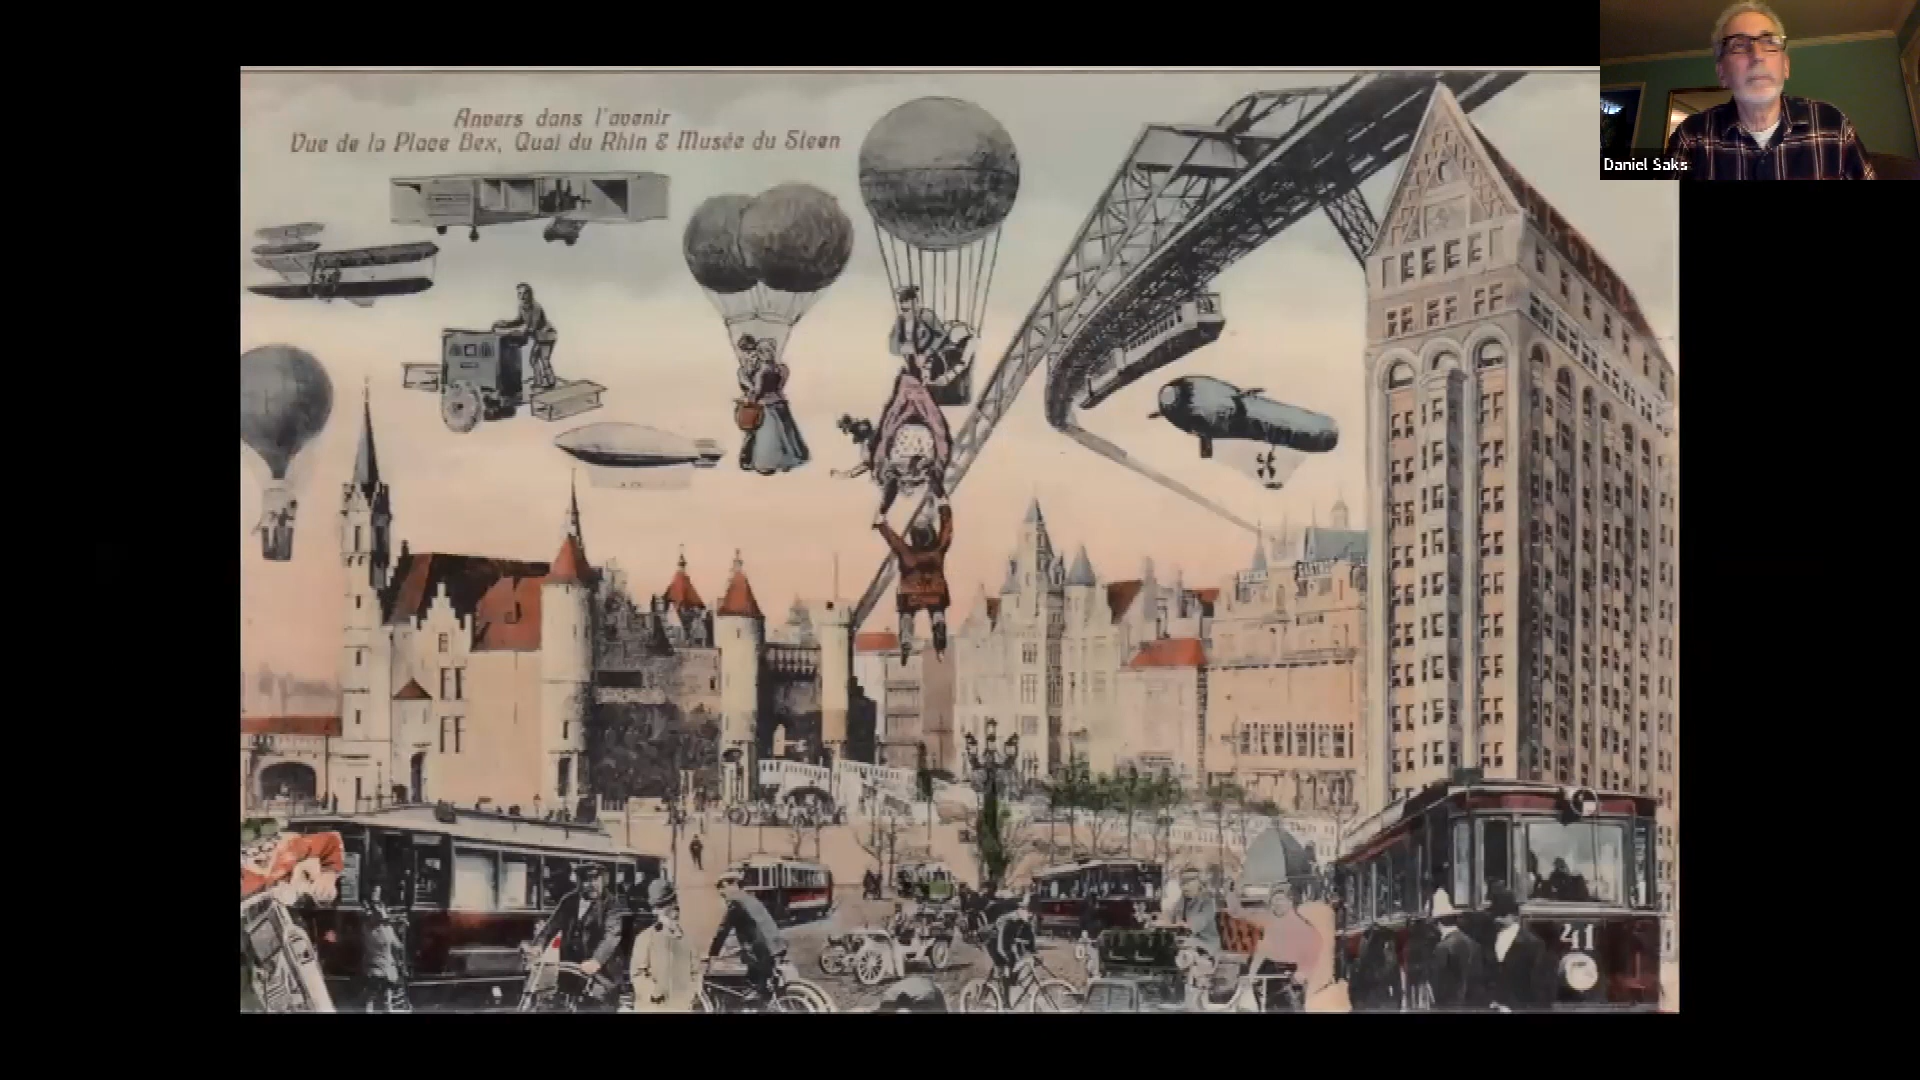 Anvers dans l'avenir
Vue de la Place Bex, Quai du Rhin & Musée du Steen
Daniel Saks
41